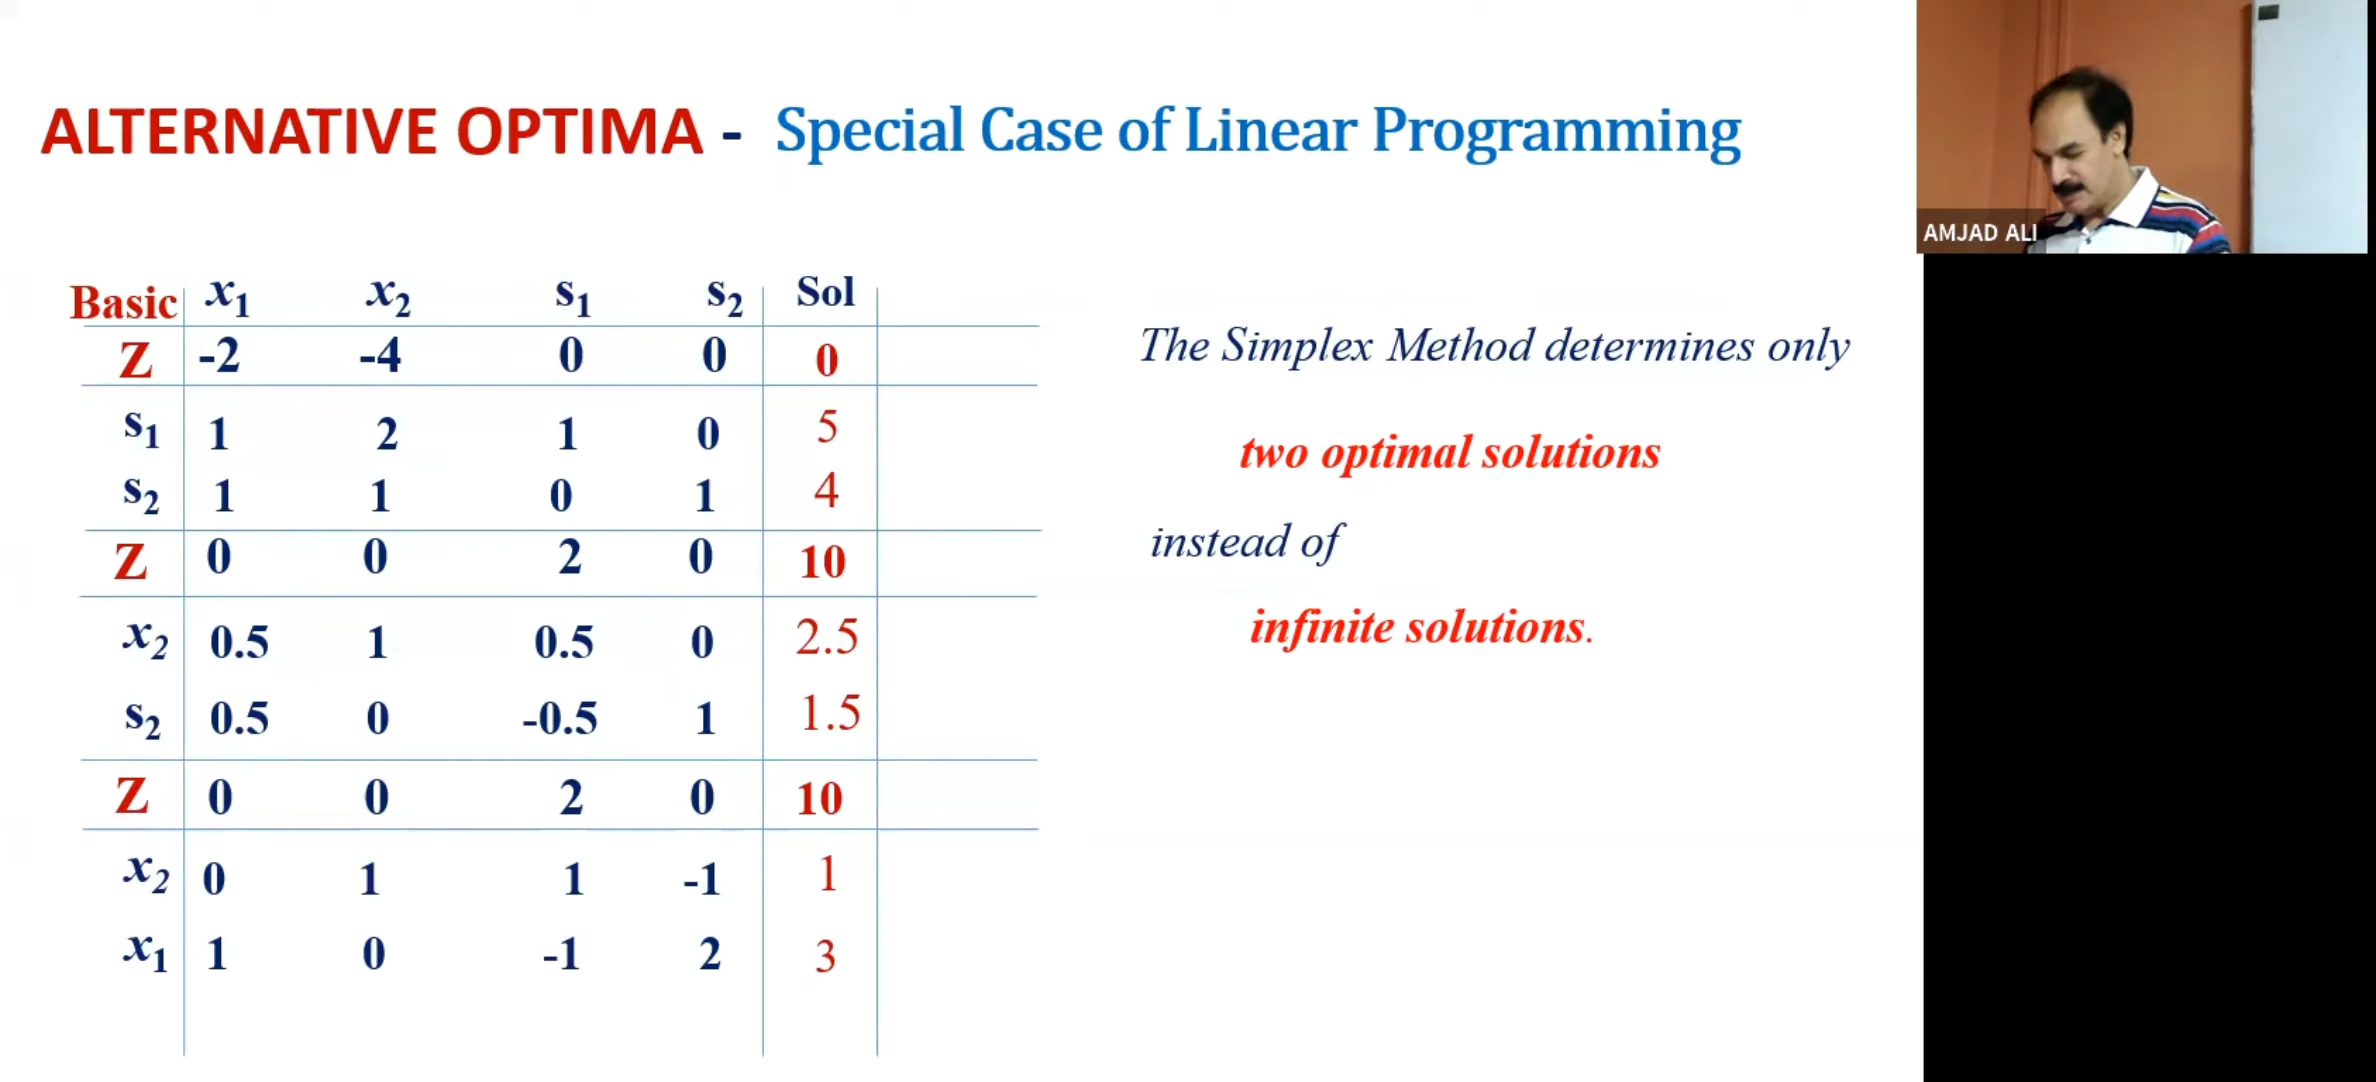 ALTERNATIVE OPTIMA - Special Case of Linear Programming
AMJAD ALI
Basic x₁ x₂ s₁ s₂ Sol
Z -2 -4 0 0 0
s₁ 1 2 1 0 5
s₂ 1 1 0 1 4
Z 0 0 2 0 10
x₂ 0.5 1 0.5 0 2.5
s₂ 0.5 0 -0.5 1 1.5
Z 0 0 2 0 10
x₂ 0 1 1 -1 1
x₁ 1 0 -1 2 3
The Simplex Method determines only
two optimal solutions
instead of
infinite solutions.